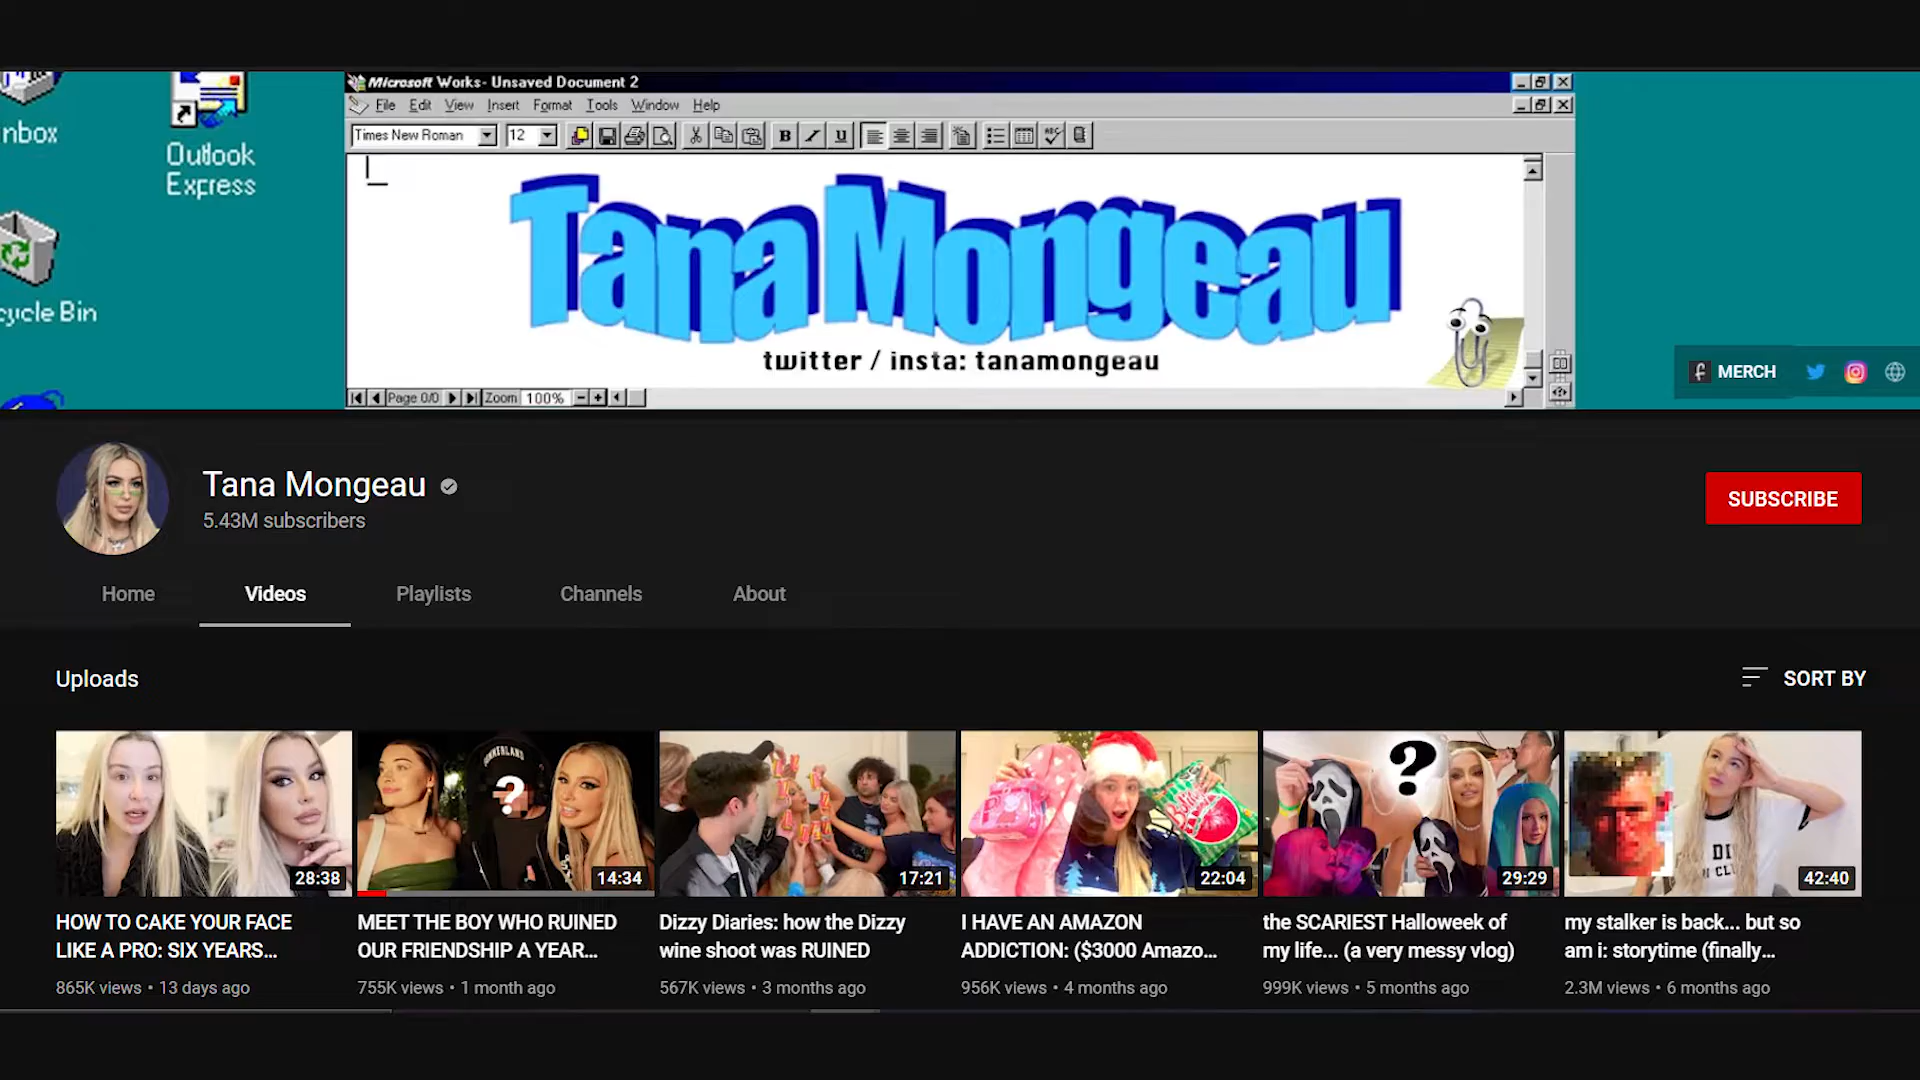 Microsoft Works - Unsaved Document 2
File Edit View Insert Format Tools Window Help
Times New Roman 12
B I U
nbox
Outlook
Express
cycle Bin
Tana Mongeau
twitter / insta: tanamongeau
Page 0/0 Zoom 100%
MERCH
Tana Mongeau
5.43M subscribers
SUBSCRIBE
Home Videos Playlists Channels About
Uploads
SORT BY
28:38
14:34
17:21
22:04
29:29
42:40
HOW TO CAKE YOUR FACE
LIKE A PRO: SIX YEARS...
865K views • 13 days ago
MEET THE BOY WHO RUINED
OUR FRIENDSHIP A YEAR...
755K views • 1 month ago
Dizzy Diaries: how the Dizzy
wine shoot was RUINED
567K views • 3 months ago
I HAVE AN AMAZON
ADDICTION: ($3000 Amazo...
956K views • 4 months ago
the SCARIEST Halloweek of
my life... (a very messy vlog)
999K views • 5 months ago
my stalker is back... but so
am i: storytime (finally...
2.3M views • 6 months ago